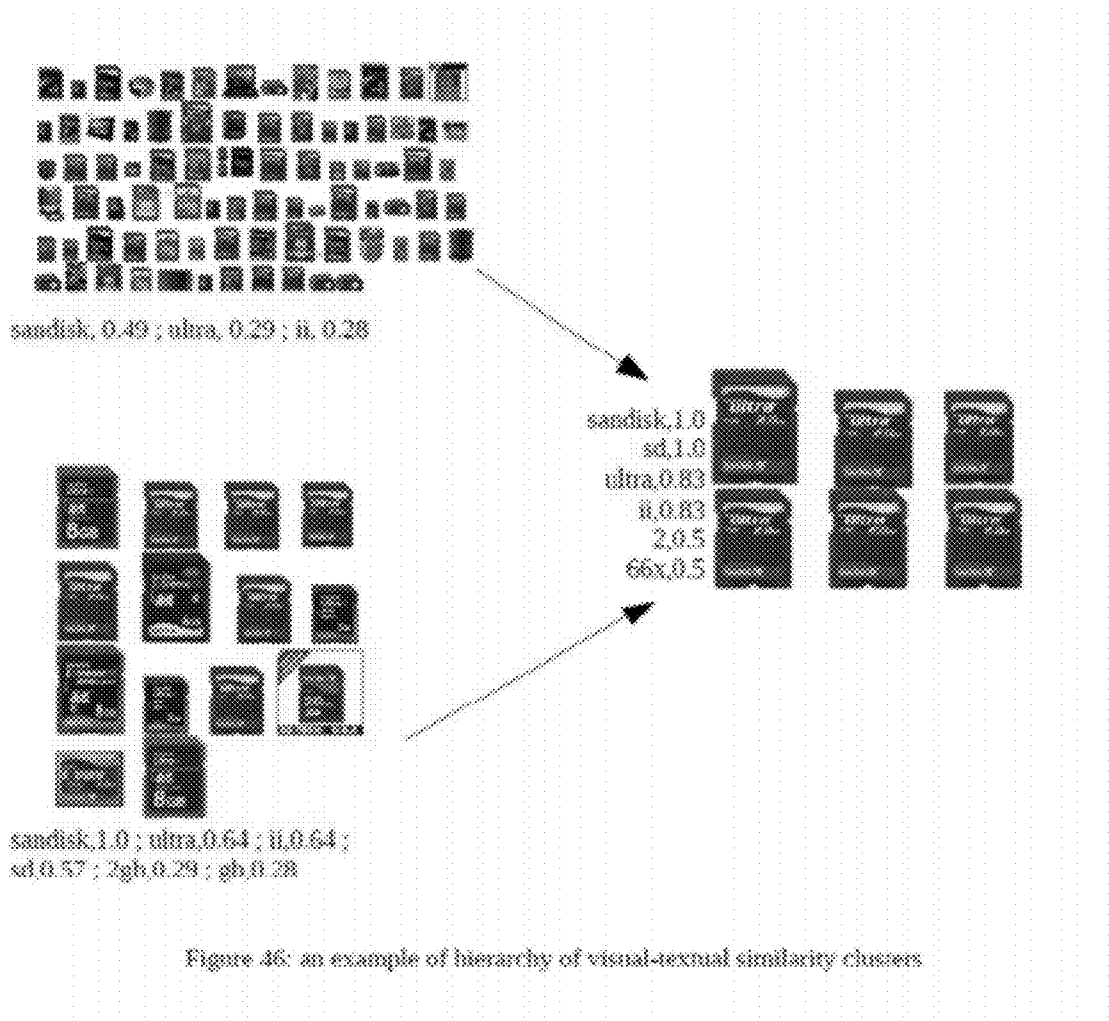 sandisk, 0.49 ; ultra, 0.29 ; ii, 0.28
sandisk,1.0
sd,1.0
ultra,0.83
ii,0.83
2,0.5
66x,0.5
sandisk,1.0 ; ultra,0.64 ; ii,0.64 ;
sd,0.57 ; 2gb,0.29 ; gb,0.28
Figure 46: an example of hierarchy of visual-textual similarity clusters